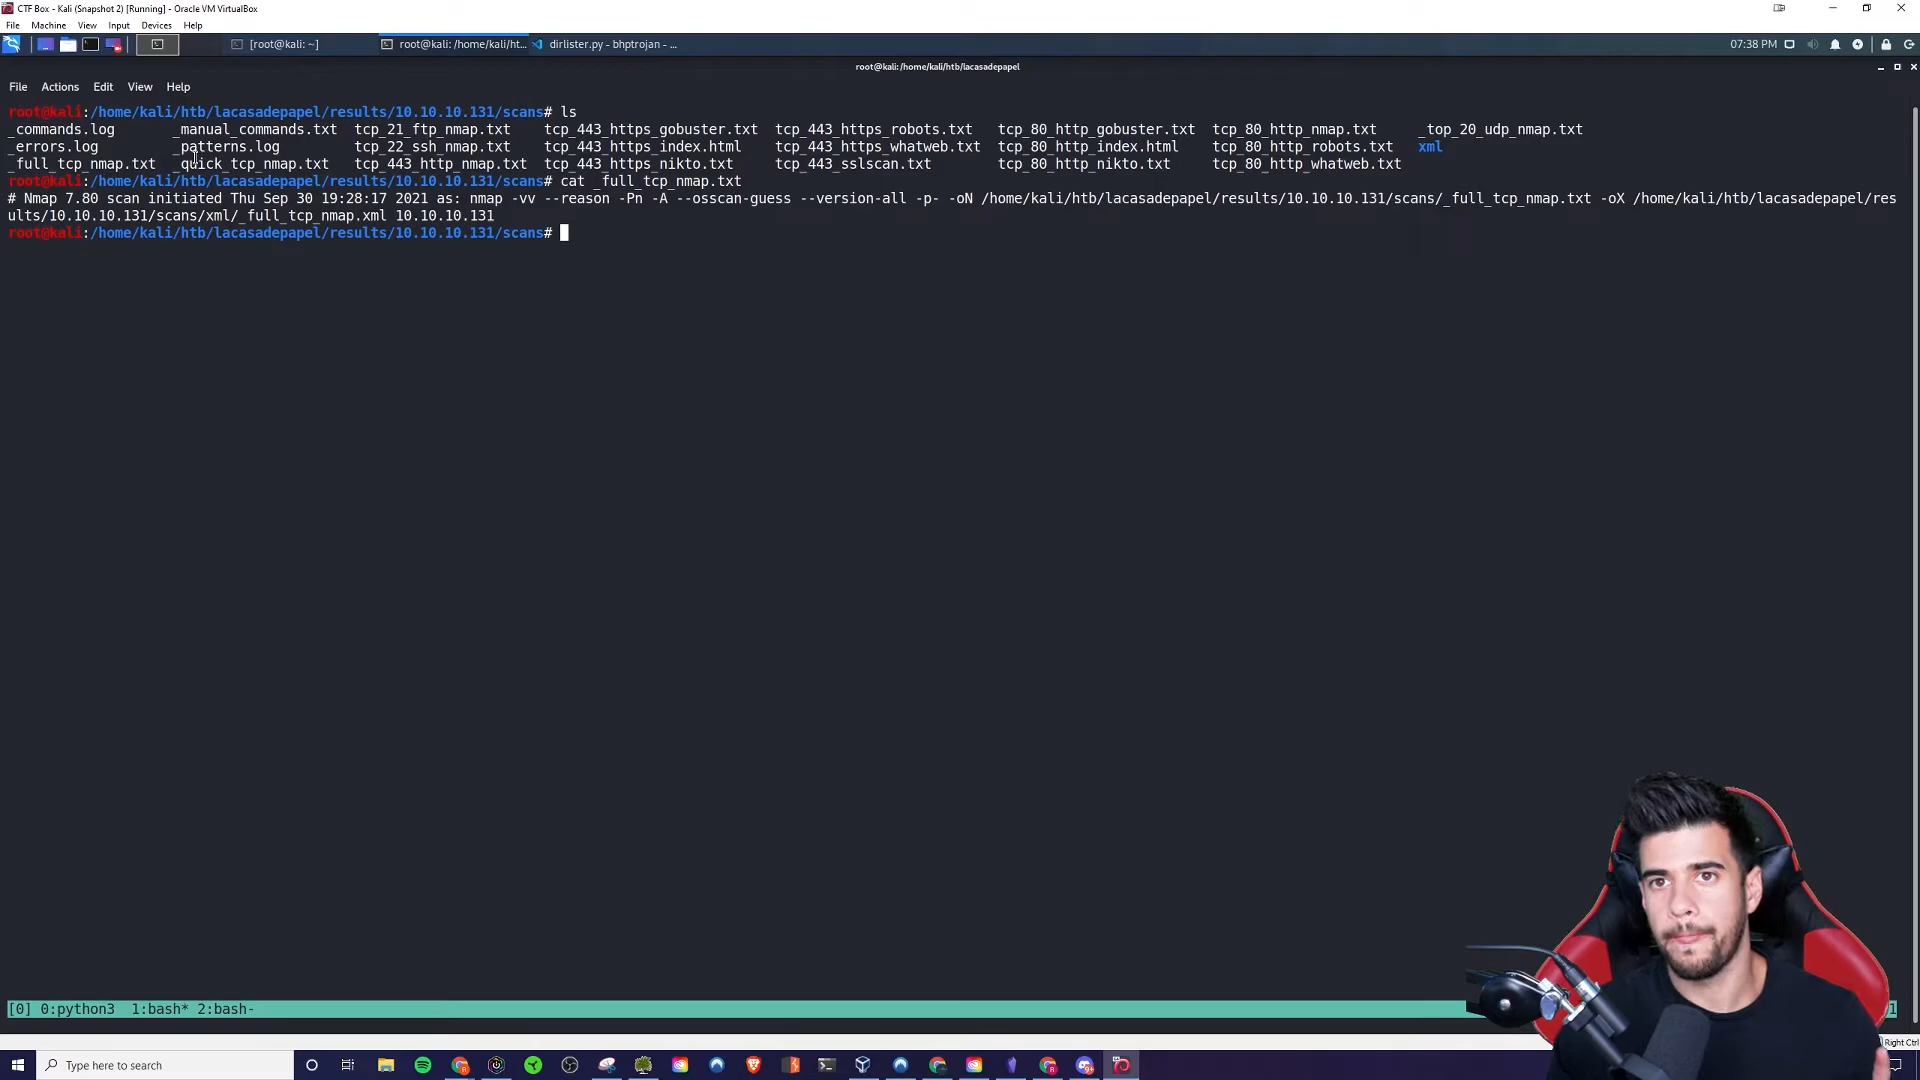 CTF Box - Kali (Snapshot 2) [Running] - Oracle VM VirtualBox
File Machine View Input Devices Help
[root@kali: ~] root@kali: /home/kali/ht... dirlister.py - bhptrojan - ... 07:38 PM
root@kali:/home/kali/htb/lacasadepapel
File Actions Edit View Help
root@kali:/home/kali/htb/lacasadepapel/results/10.10.10.131/scans# ls
_commands.log _manual_commands.txt tcp_21_ftp_nmap.txt tcp_443_https_gobuster.txt tcp_443_https_robots.txt tcp_80_http_gobuster.txt tcp_80_http_nmap.txt _top_20_udp_nmap.txt
_errors.log _patterns.log tcp_22_ssh_nmap.txt tcp_443_https_index.html tcp_443_https_whatweb.txt tcp_80_http_index.html tcp_80_http_robots.txt xml
_full_tcp_nmap.txt _quick_tcp_nmap.txt tcp_443_http_nmap.txt tcp_443_https_nikto.txt tcp_443_sslscan.txt tcp_80_http_nikto.txt tcp_80_http_whatweb.txt
root@kali:/home/kali/htb/lacasadepapel/results/10.10.10.131/scans# cat _full_tcp_nmap.txt
# Nmap 7.80 scan initiated Thu Sep 30 19:28:17 2021 as: nmap -vv --reason -Pn -A --osscan-guess --version-all -p- -oN /home/kali/htb/lacasadepapel/results/10.10.10.131/scans/_full_tcp_nmap.txt -oX /home/kali/htb/lacasadepapel/res
ults/10.10.10.131/scans/xml/_full_tcp_nmap.xml 10.10.10.131
root@kali:/home/kali/htb/lacasadepapel/results/10.10.10.131/scans#
[0] 0:python3 1:bash* 2:bash-
Right Ctrl
Type here to search